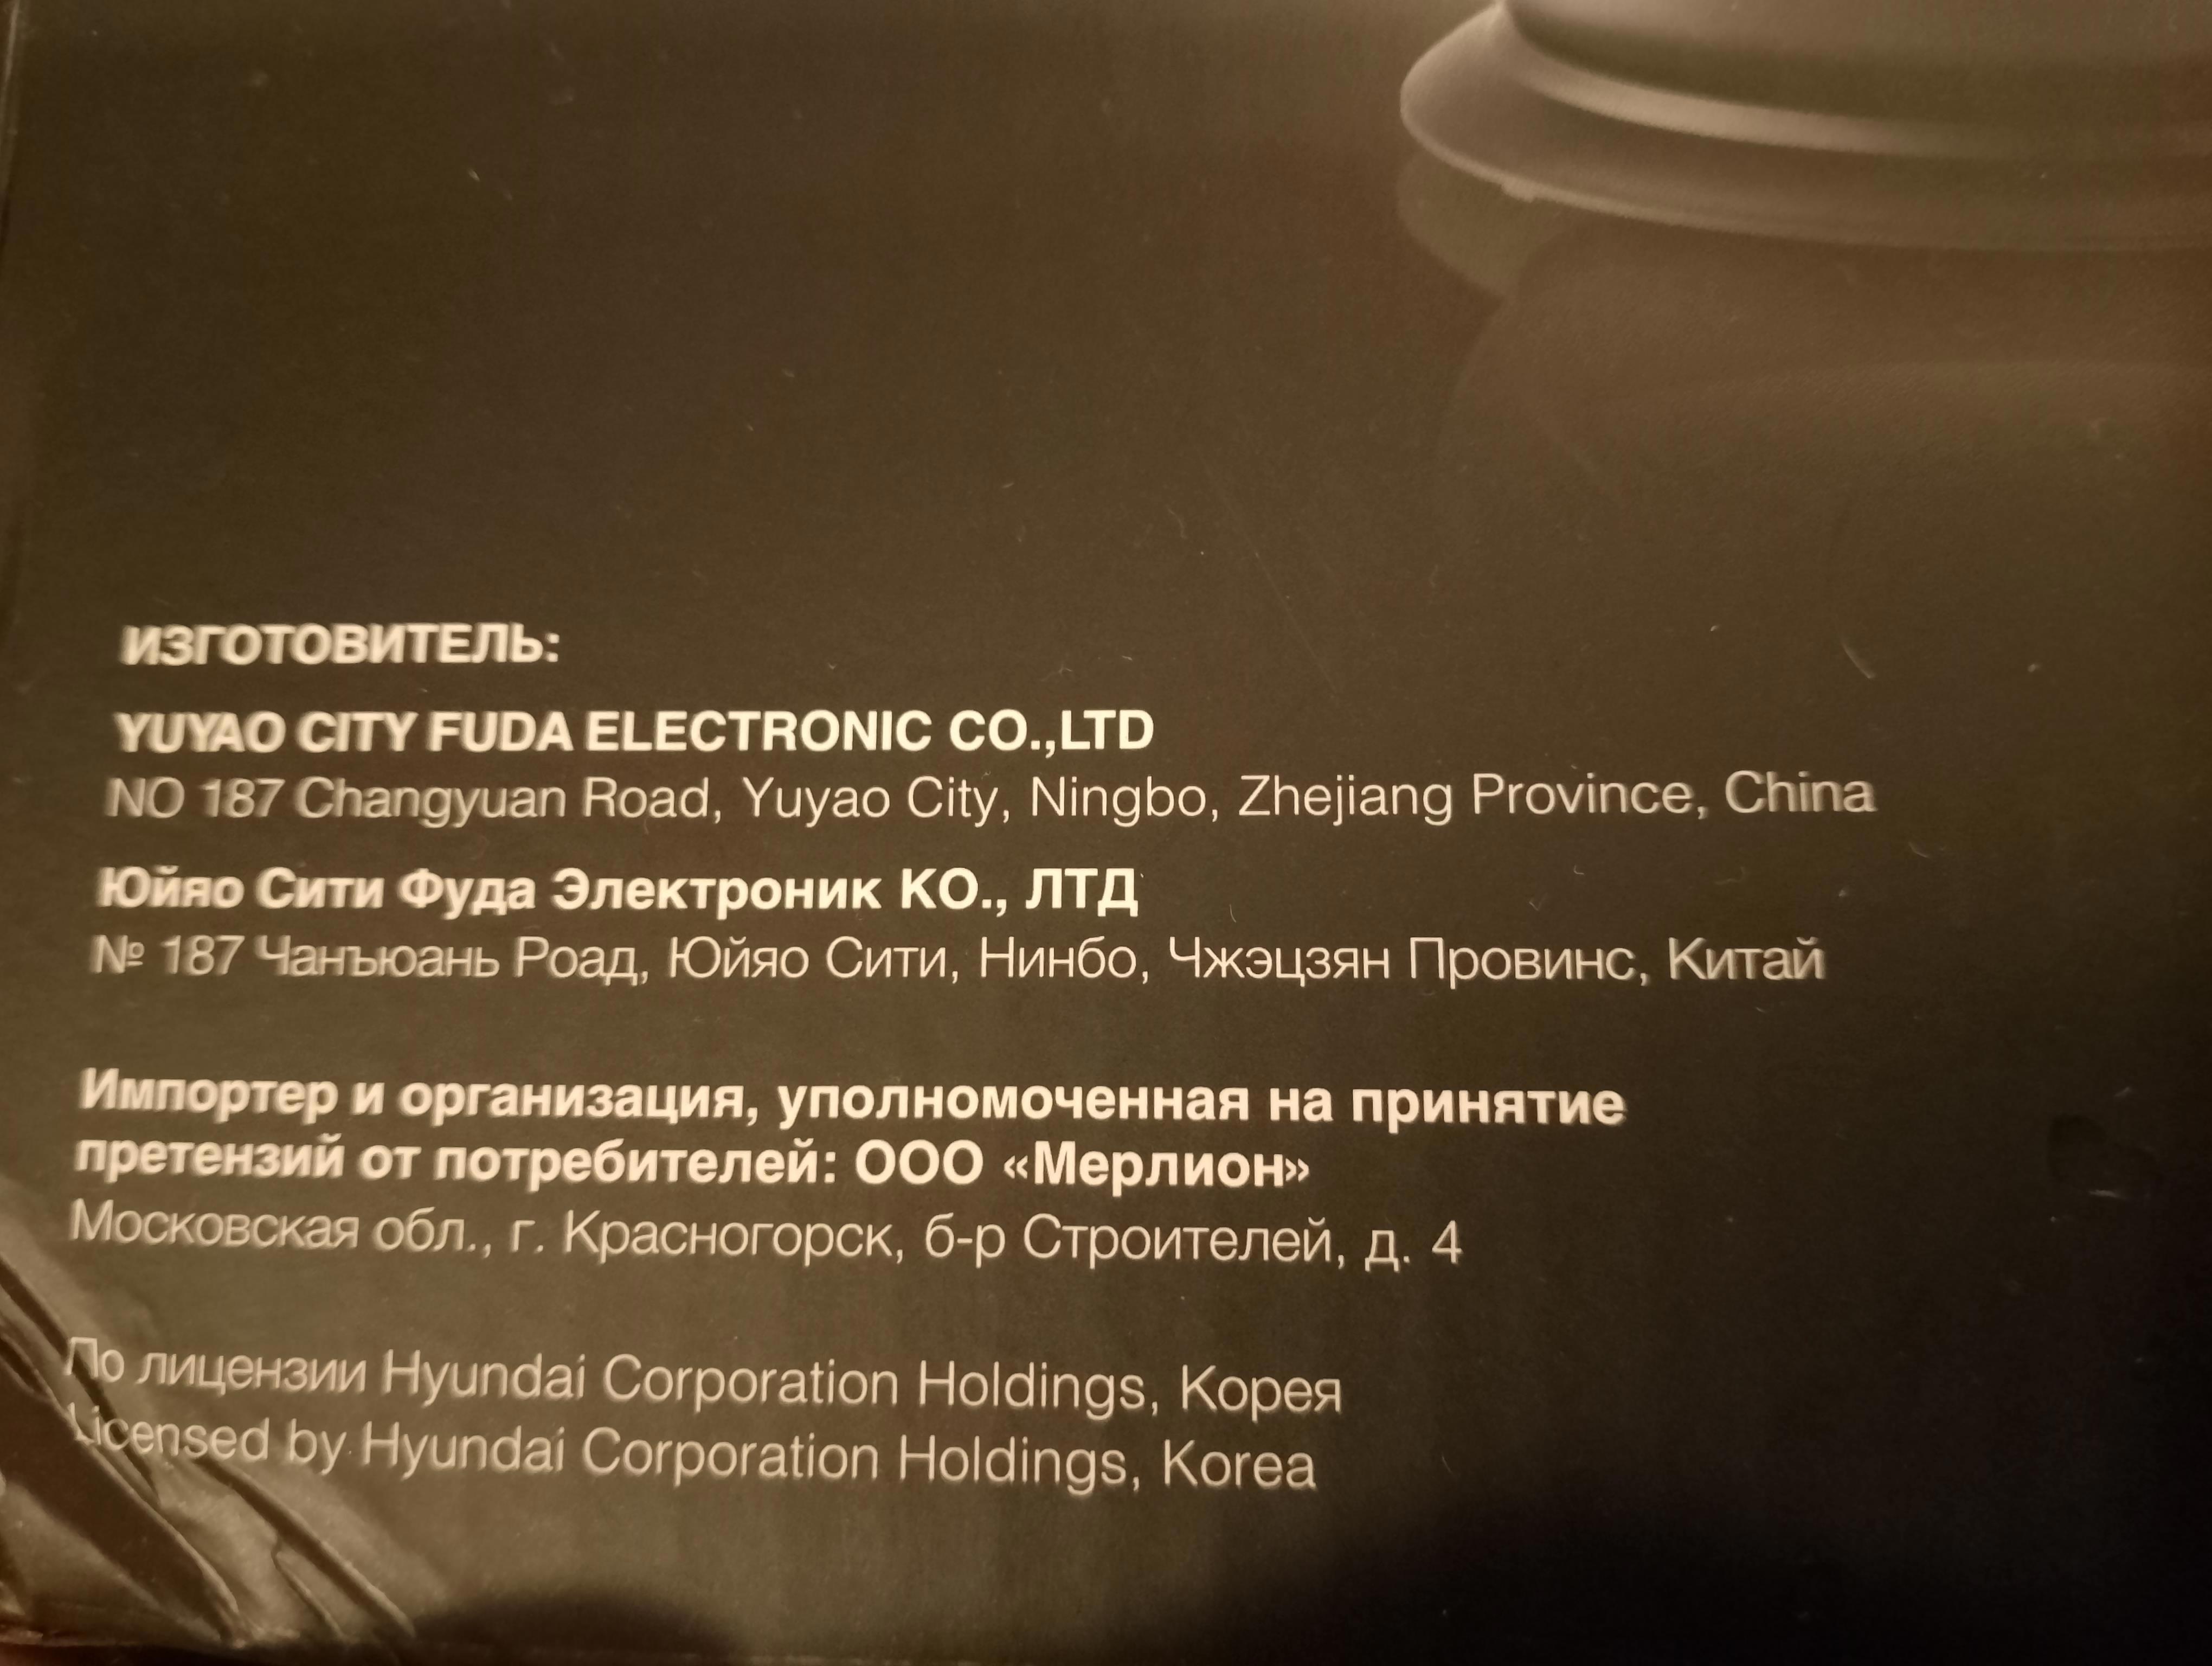 ИЗГОТОВИТЕЛЬ:
YUYAO CITY FUDA ELECTRONIC CO.,LTD
NO 187 Changyuan Road, Yuyao City, Ningbo, Zhejiang Province, China
Юйяо Сити Фуда Электроник КО., ЛТД
№ 187 Чанъюань Роад, Юйяо Сити, Нинбо, Чжэцзян Провинс, Китай
Импортер и организация, уполномоченная на принятие
претензий от потребителей: ООО «Мерлион»
Московская обл., г. Красногорск, б-р Строителей, д. 4
По лицензии Hyundai Corporation Holdings, Корея
Licensed by Hyundai Corporation Holdings, Korea